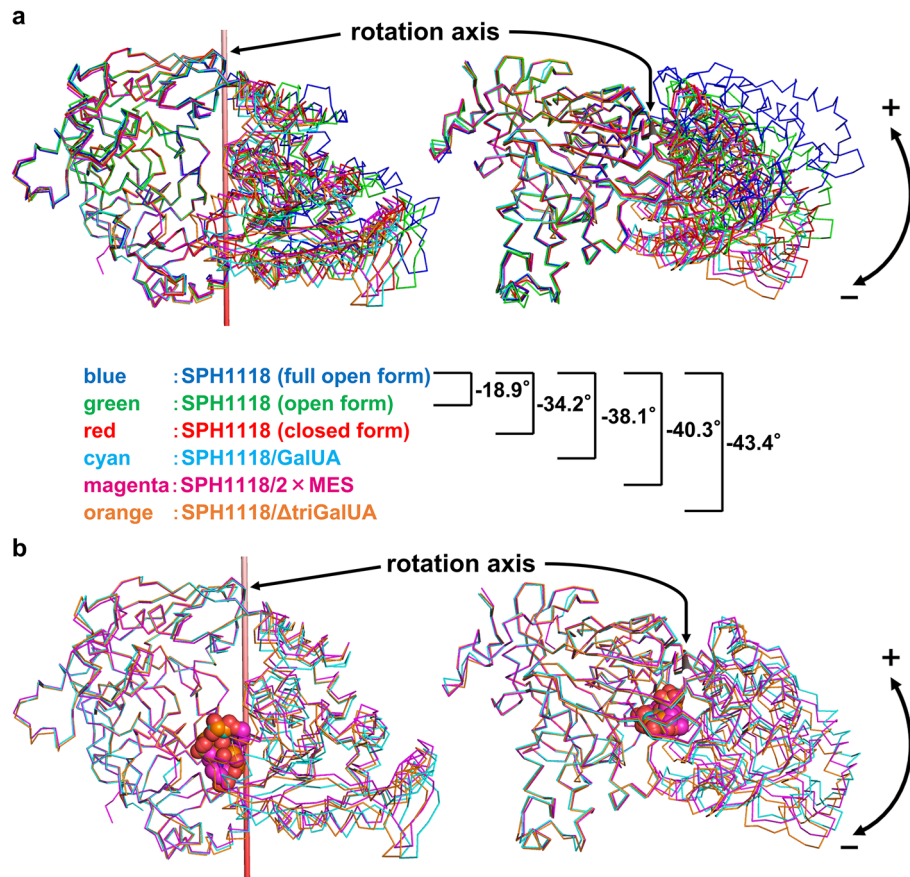 a
rotation axis
+
−
blue :SPH1118 (full open form)
green :SPH1118 (open form)
red :SPH1118 (closed form)
cyan :SPH1118/GalUA
magenta:SPH1118/2×MES
orange :SPH1118/ΔtriGalUA
-18.9°
-34.2°
-38.1°
-40.3°
-43.4°
b
rotation axis
+
−